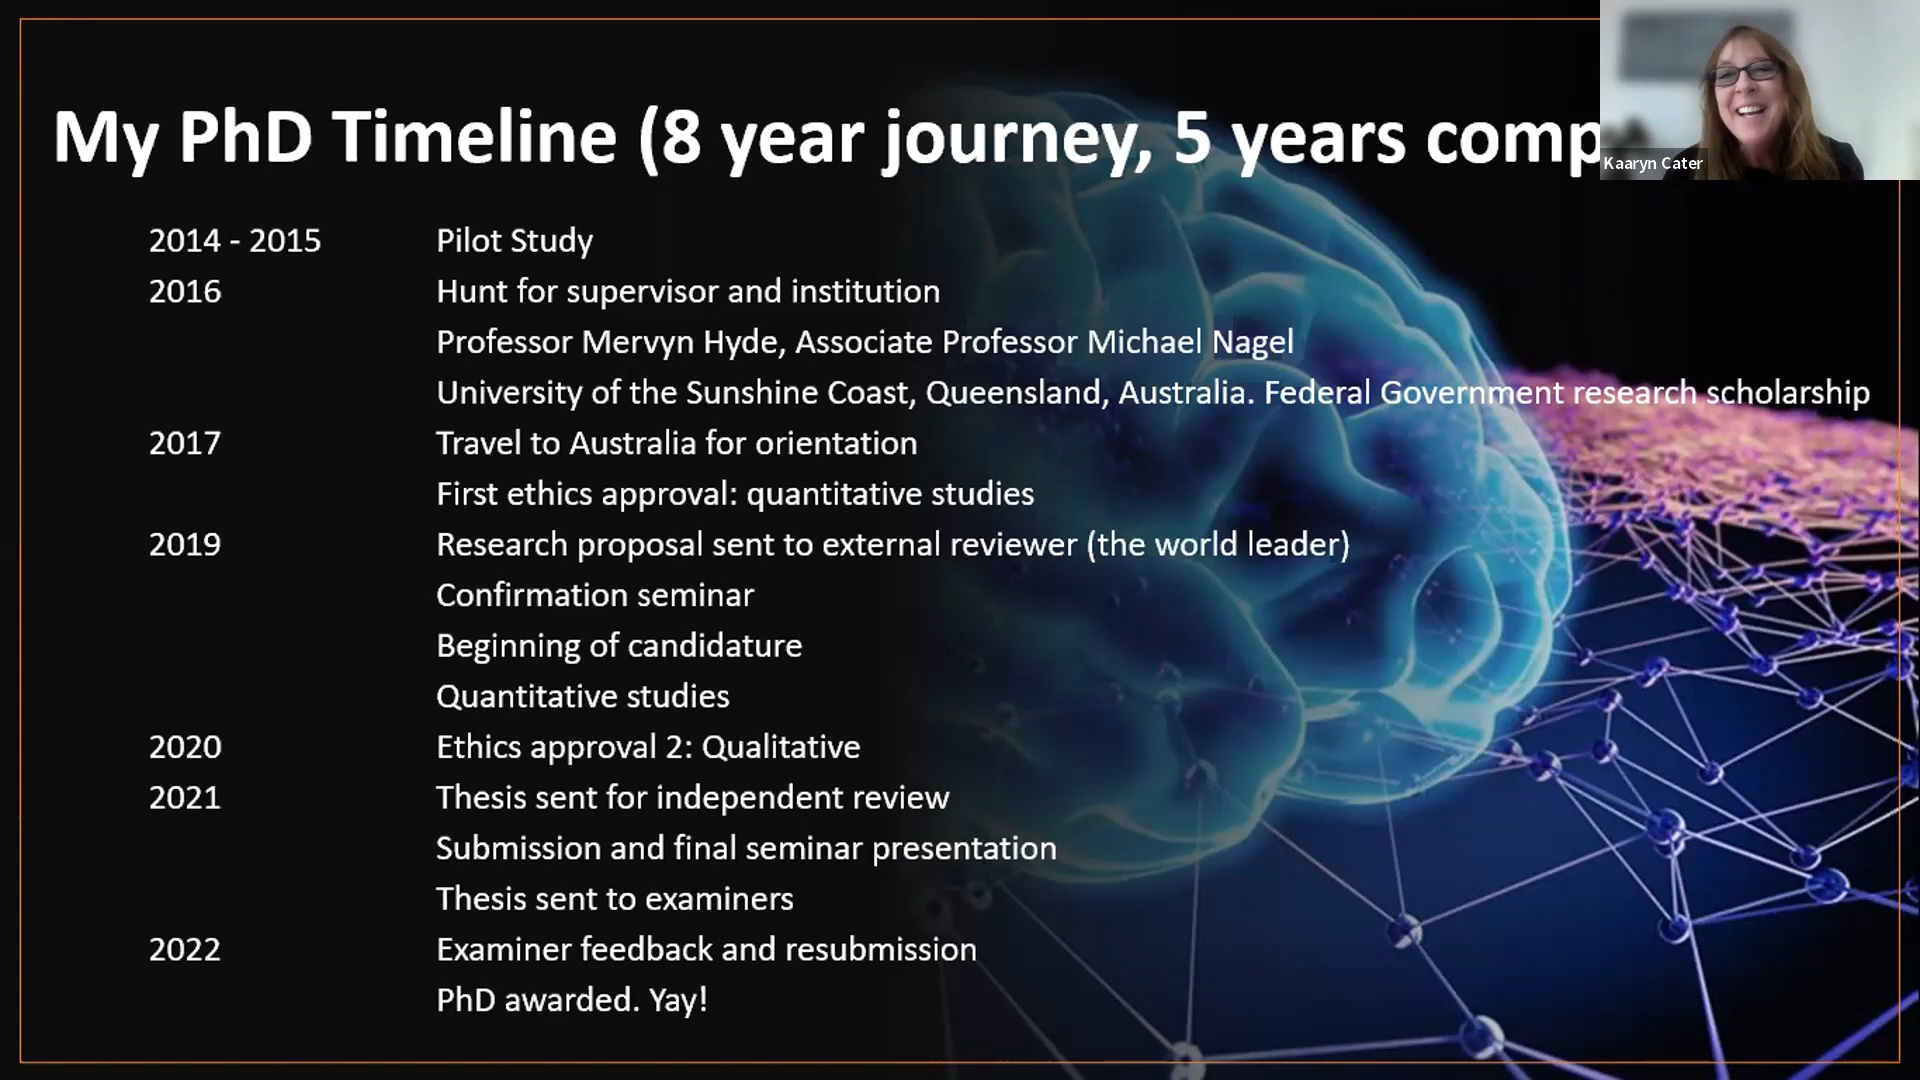 My PhD Timeline (8 year journey, 5 years comp
Kaaryn Cater
2014 - 2015 Pilot Study
2016 Hunt for supervisor and institution
Professor Mervyn Hyde, Associate Professor Michael Nagel
University of the Sunshine Coast, Queensland, Australia. Federal Government research scholarship
2017 Travel to Australia for orientation
First ethics approval: quantitative studies
2019 Research proposal sent to external reviewer (the world leader)
Confirmation seminar
Beginning of candidature
Quantitative studies
2020 Ethics approval 2: Qualitative
2021 Thesis sent for independent review
Submission and final seminar presentation
Thesis sent to examiners
2022 Examiner feedback and resubmission
PhD awarded. Yay!